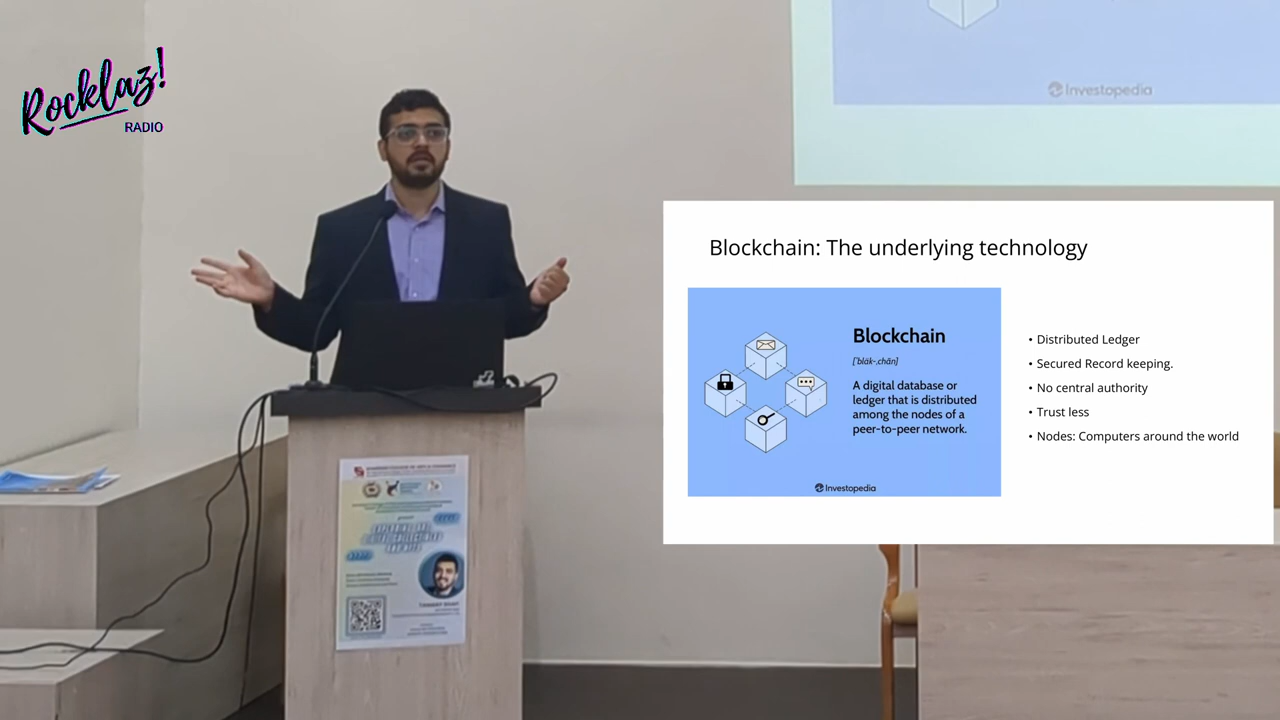 Rocklaz!
RADIO
Investopedia
Blockchain: The underlying technology
Blockchain
['bläk-,chān]
A digital database or
ledger that is distributed
among the nodes of a
peer-to-peer network.
Investopedia
• Distributed Ledger
• Secured Record keeping.
• No central authority
• Trust less
• Nodes: Computers around the world